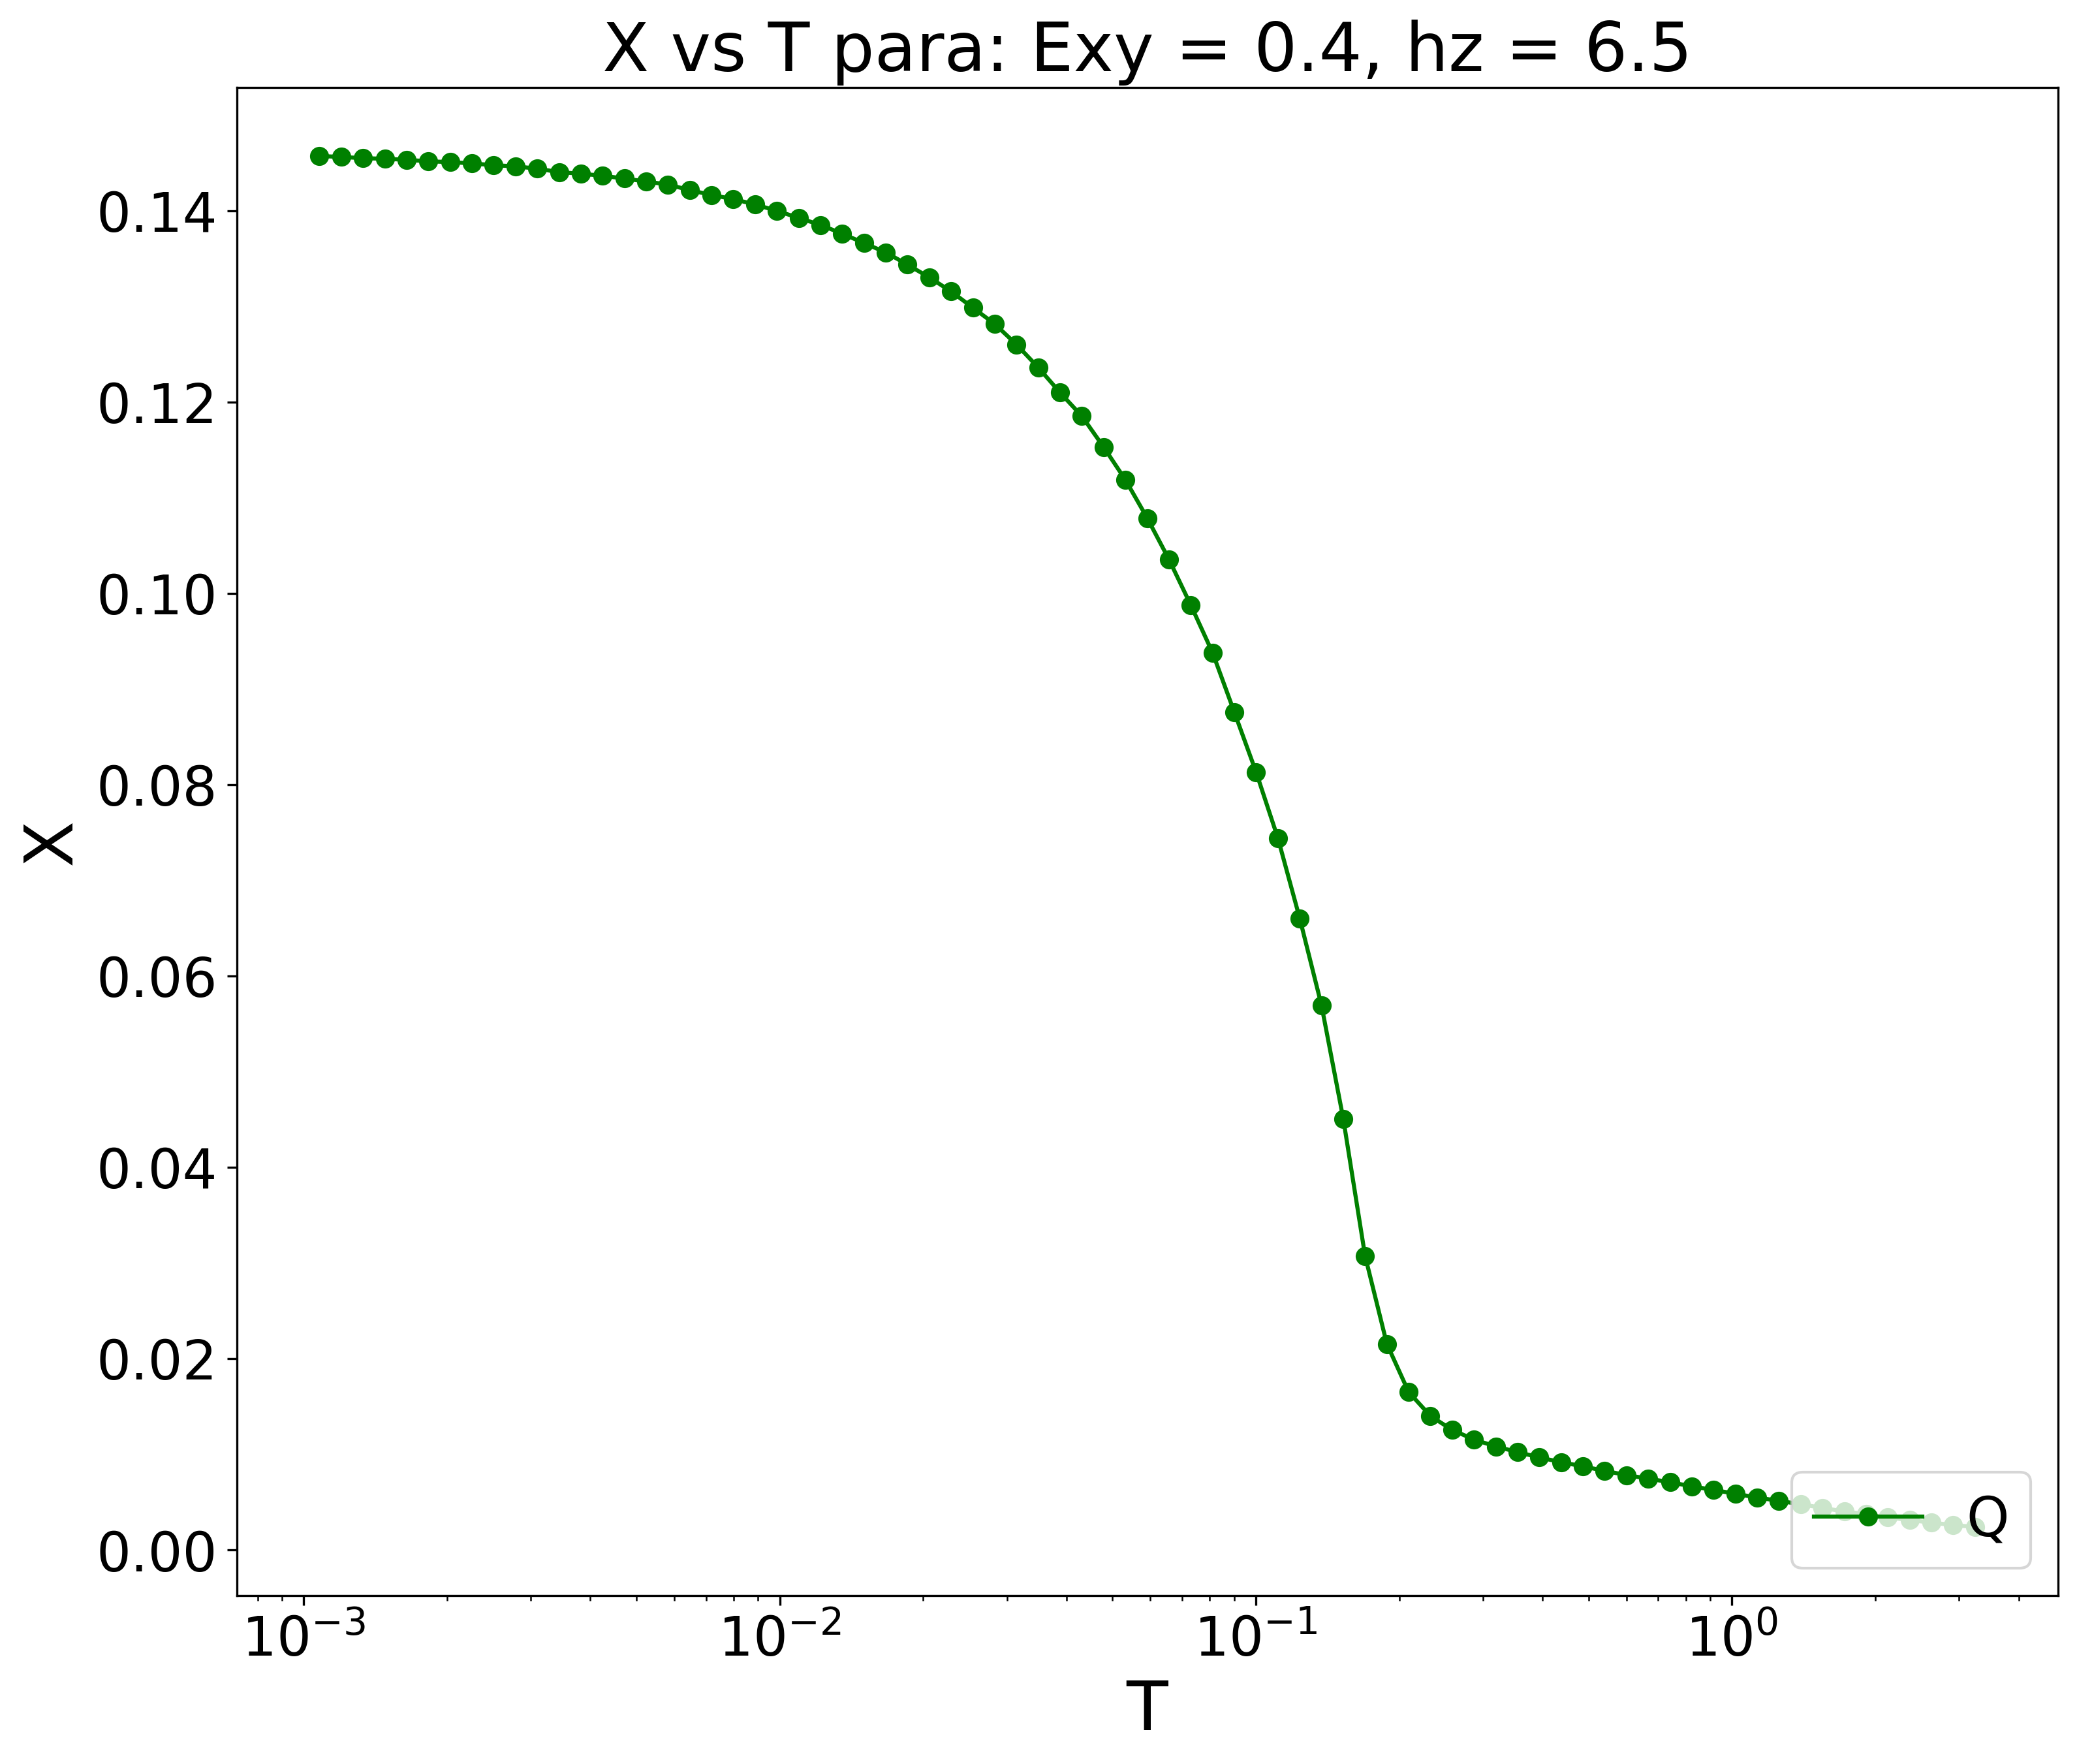 X vs T para: Exy = 0.4, hz = 6.5
X
0.14
0.12
0.10
0.08
0.06
0.04
0.02
0.00
Q
10⁻³ 10⁻² 10⁻¹ 10⁰
T